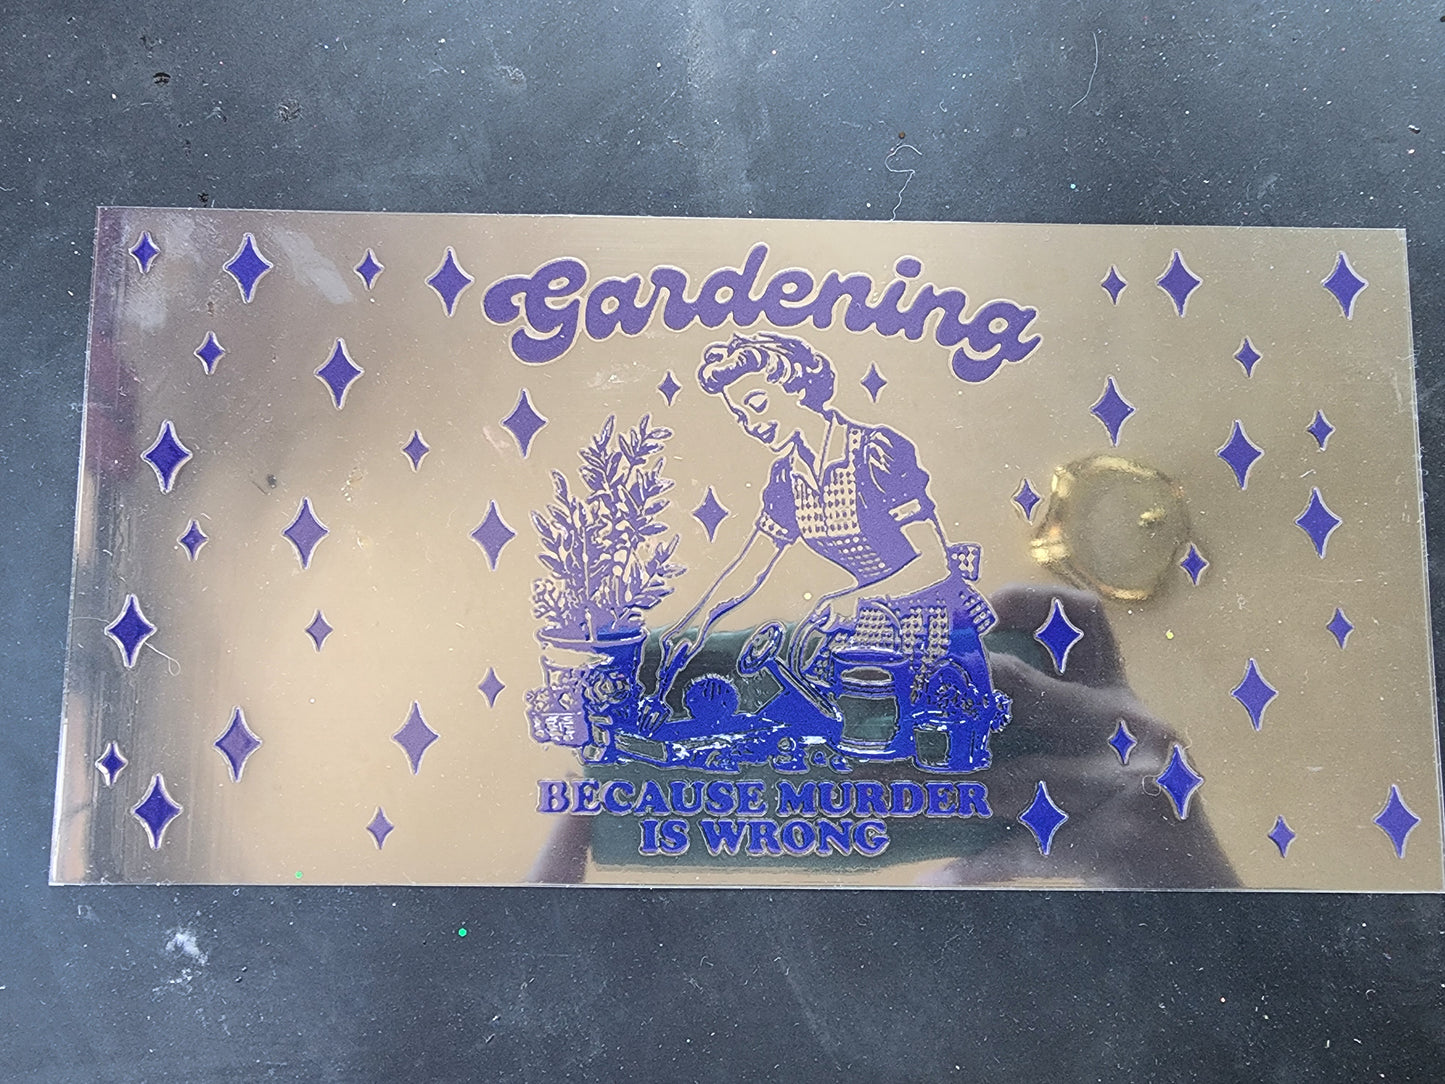 Gardening
BECAUSE MURDER
IS WRONG